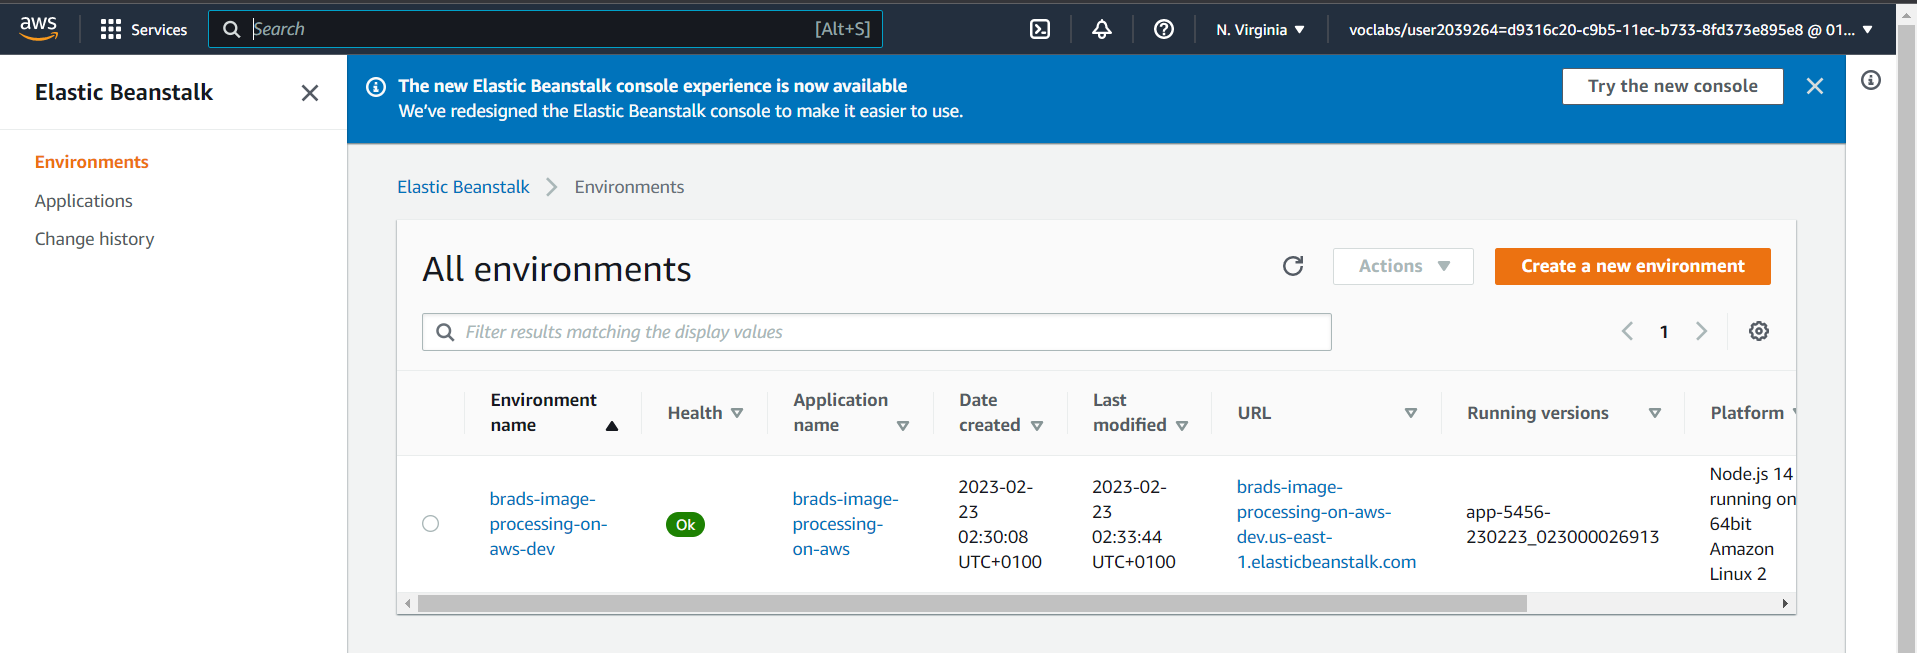 aws
Services
Search
[Alt+S]
N. Virginia
voclabs/user2039264=d9316c20-c9b5-11ec-b733-8fd373e895e8 @ 01...
Elastic Beanstalk
Environments
Applications
Change history
The new Elastic Beanstalk console experience is now available
We've redesigned the Elastic Beanstalk console to make it easier to use.
Try the new console
Elastic Beanstalk
Environments
All environments
Actions
Create a new environment
Filter results matching the display values
1
Environment
name
Health
Application
name
Date
created
Last
modified
URL
Running versions
Platform
brads-image-
processing-on-
aws-dev
Ok
brads-image-
processing-
on-aws
2023-02-
23
02:30:08
UTC+0100
2023-02-
23
02:33:44
UTC+0100
brads-image-
processing-on-aws-
dev.us-east-
1.elasticbeanstalk.com
app-5456-
230223_023000026913
Node.js 14
running on
64bit
Amazon
Linux 2